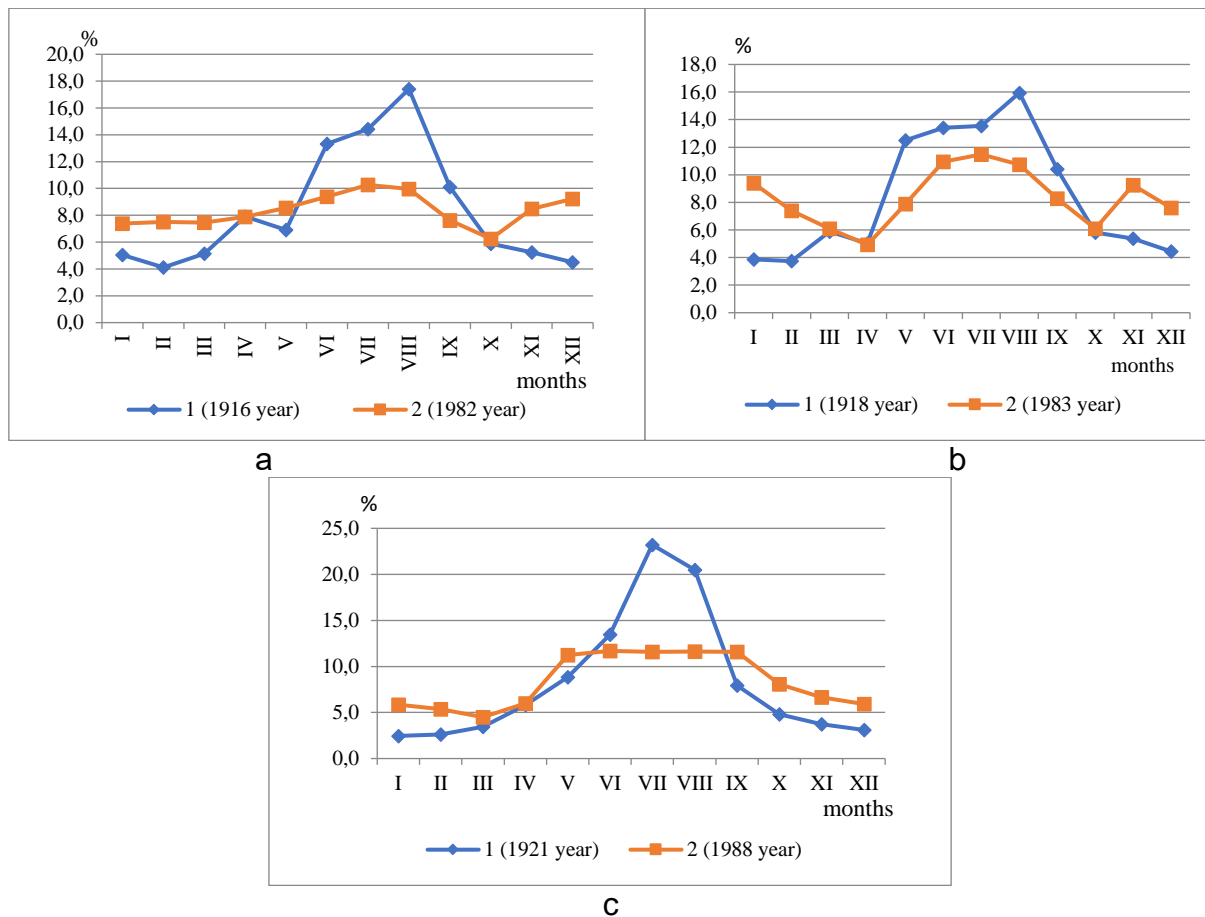 %
20,0
18,0
16,0
14,0
12,0
10,0
8,0
6,0
4,0
2,0
0,0
I II III IV V VI VII VIII IX X XI XII
months
1 (1916 year) 2 (1982 year)
a
%
18,0
16,0
14,0
12,0
10,0
8,0
6,0
4,0
2,0
0,0
I II III IV V VI VII VIII IX X XI XII
months
1 (1918 year) 2 (1983 year)
b
%
25,0
20,0
15,0
10,0
5,0
0,0
I II III IV V VI VII VIII IX X XI XII
months
1 (1921 year) 2 (1988 year)
c